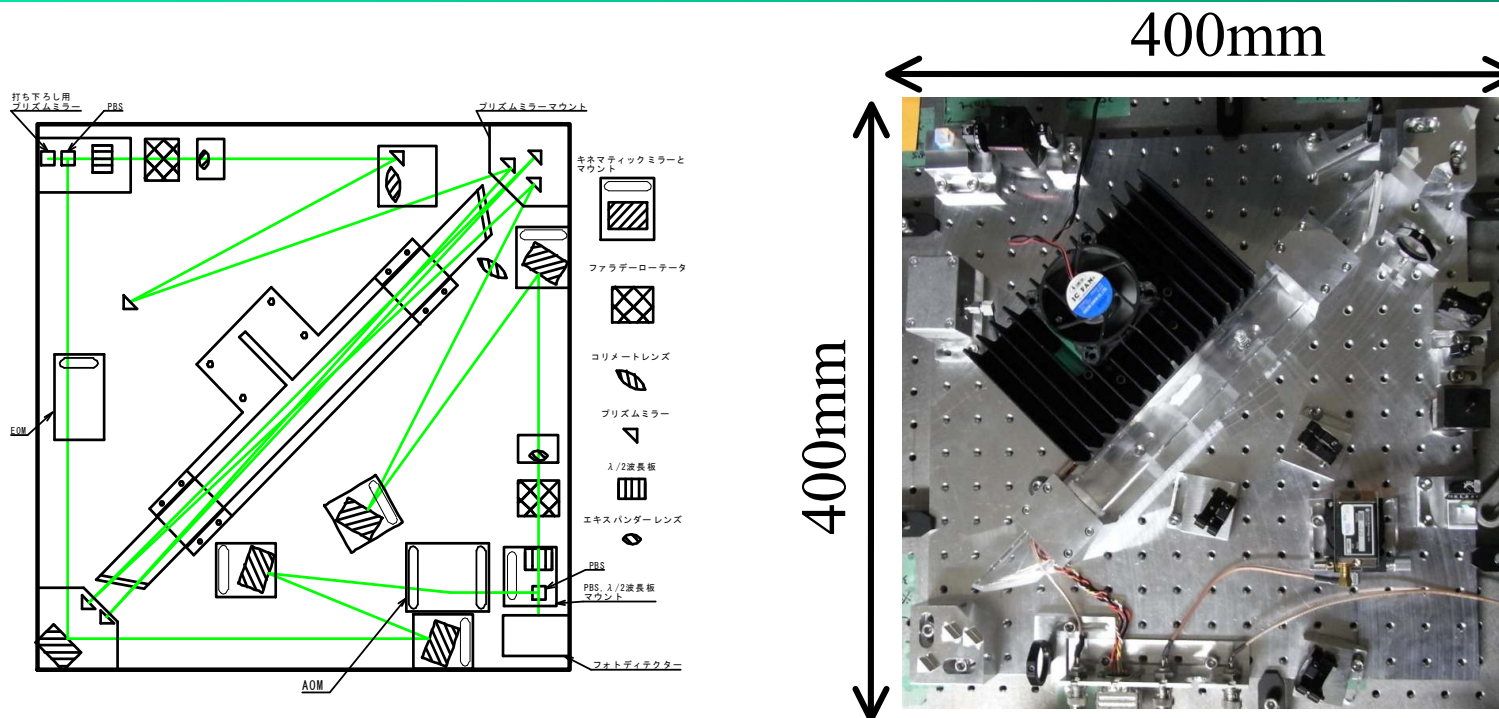 400mm
打ち下ろし用
プリズムミラー
PBS
プリズムミラーマウント
キネマティックミラーと
マウント
ファラデーローテータ
コリメートレンズ
プリズムミラー
λ/2波長板
エキスパンダーレンズ
EOM
PBS
PBS, λ/2波長板
マウント
フォトディテクター
AOM
400mm
DC FAN